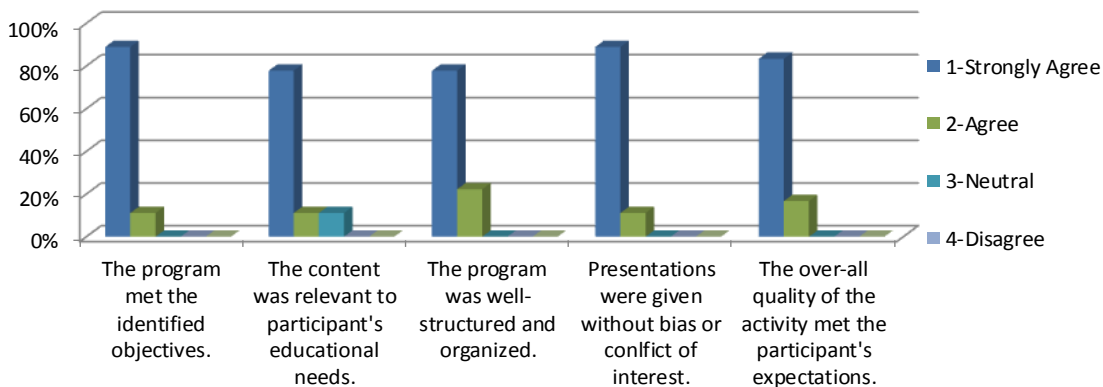 100%
80%
60%
40%
20%
0%
The program
met the
identified
objectives.
The content
was relevant to
participant's
educational
needs.
The program
was well-
structured and
organized.
Presentations
were given
without bias or
conlfict of
interest.
The over-all
quality of the
activity met the
participant's
expectations.
1-Strongly Agree
2-Agree
3-Neutral
4-Disagree